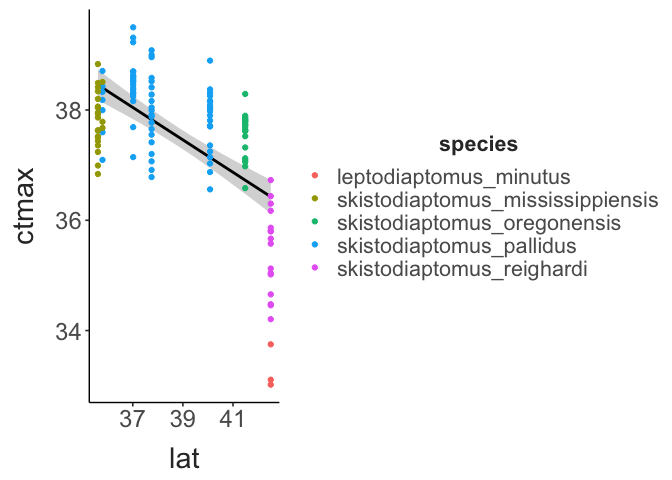 ctmax
38
36
34
37 39 41
lat
species
leptodiaptomus_minutus
skistodiaptomus_mississippiensis
skistodiaptomus_oregonensis
skistodiaptomus_pallidus
skistodiaptomus_reighardi